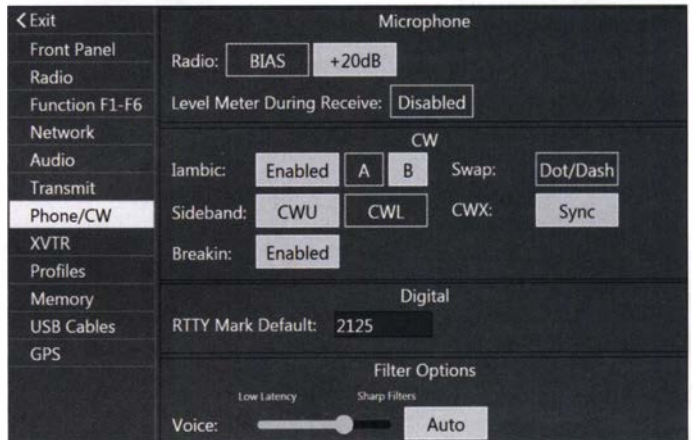 Exit
Front Panel
Radio
Function F1-F6
Network
Audio
Transmit
Phone/CW
XVTR
Profiles
Memory
USB Cables
GPS
Microphone
Radio: BIAS +20dB
Level Meter During Receive: Disabled
CW
Iambic: Enabled A B Swap: Dot/Dash
Sideband: CWU CWL CWX: Sync
Breakin: Enabled
Digital
RTTY Mark Default: 2125
Filter Options
Low Latency Sharp Filters
Voice: Auto